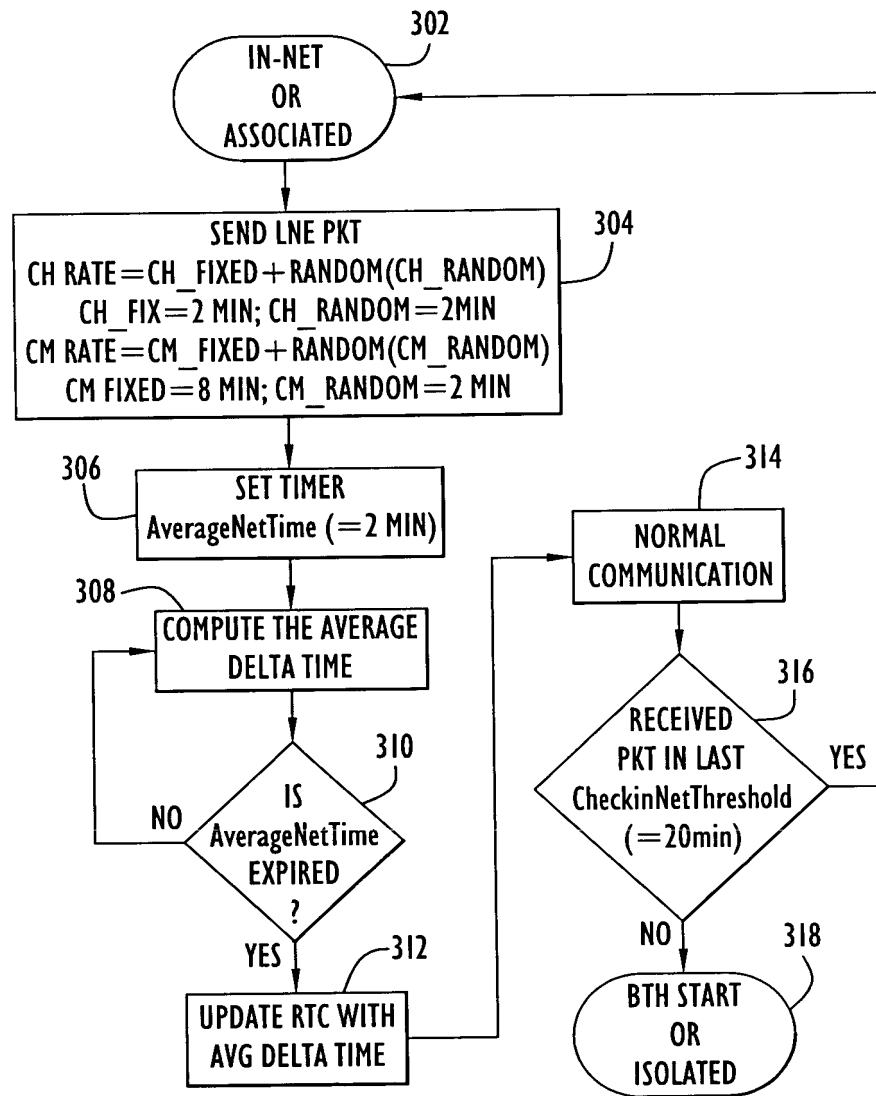 302
IN-NET
OR
ASSOCIATED
304
SEND LNE PKT
CH RATE=CH_FIXED+RANDOM(CH_RANDOM)
CH_FIX=2 MIN; CH_RANDOM=2MIN
CM RATE=CM_FIXED+RANDOM(CM_RANDOM)
CM FIXED=8 MIN; CM_RANDOM=2 MIN
306
SET TIMER
AverageNetTime (=2 MIN)
308
COMPUTE THE AVERAGE
DELTA TIME
310
IS
AverageNetTime
EXPIRED
?
NO
YES
312
UPDATE RTC WITH
AVG DELTA TIME
314
NORMAL
COMMUNICATION
316
RECEIVED
PKT IN LAST
CheckinNetThreshold
(=20min)
YES
NO
318
BTH START
OR
ISOLATED